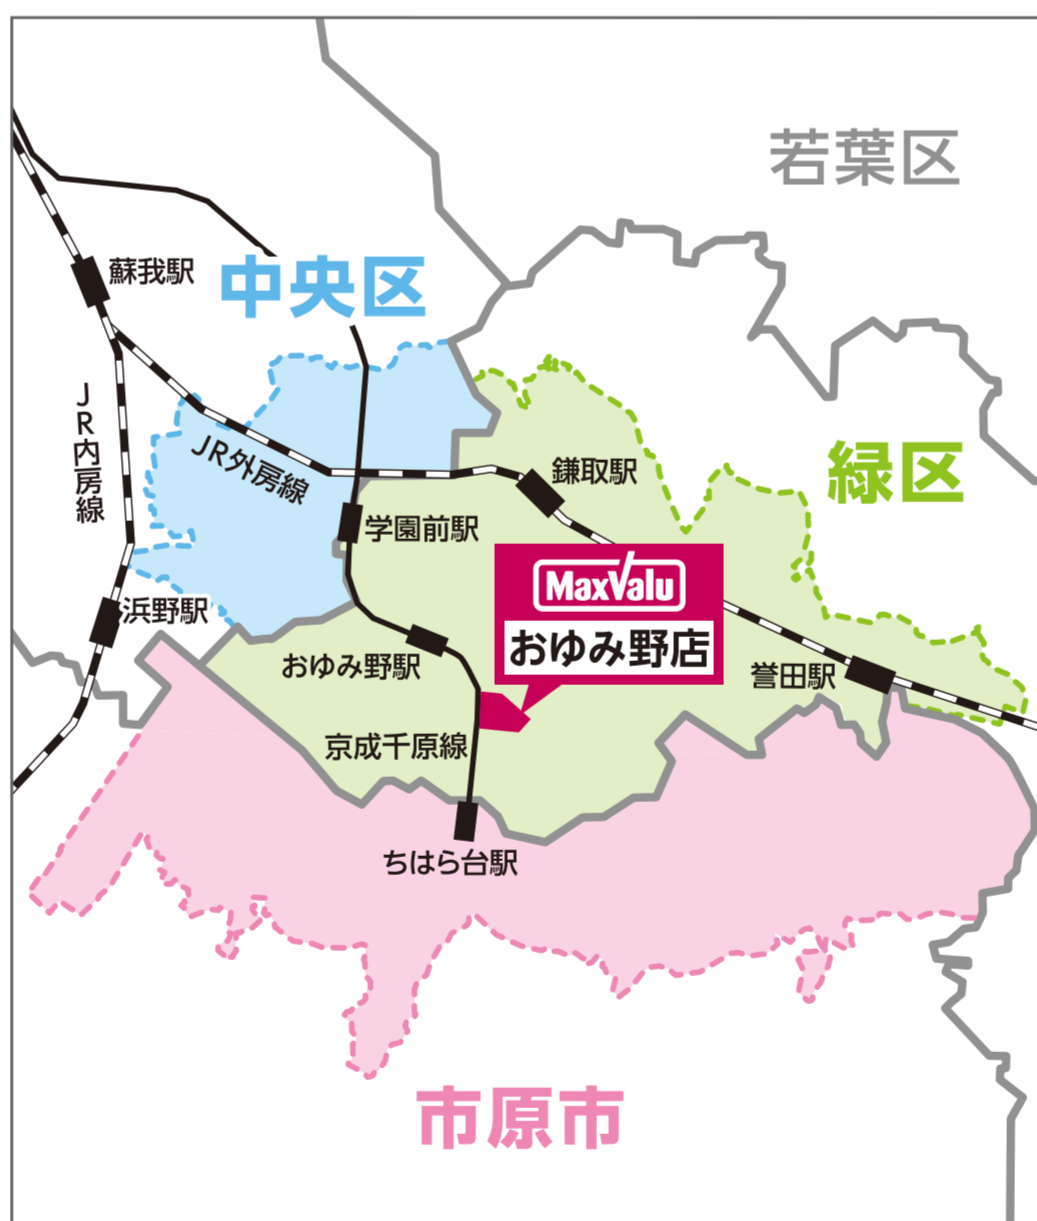 若葉区
蘇我駅
中央区
JR内房線
JR外房線
鎌取駅
緑区
学園前駅
MaxValu
おゆみ野店
浜野駅
おゆみ野駅
誉田駅
京成千原線
ちはら台駅
市原市